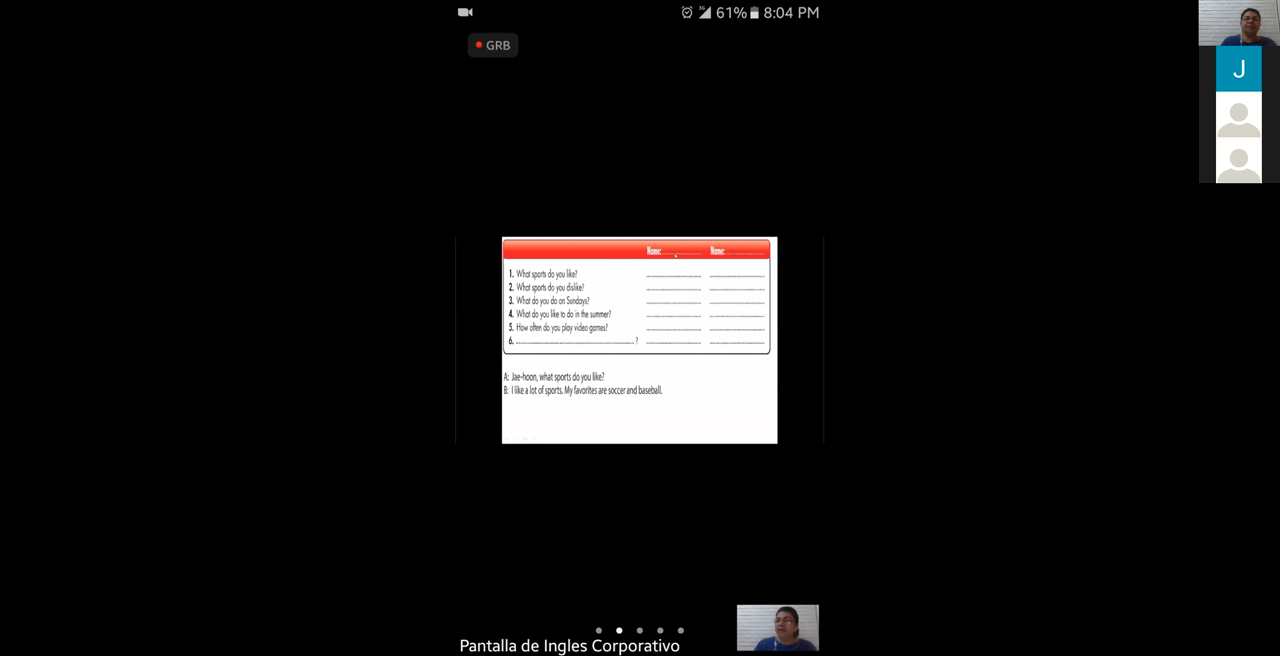 61% 8:04 PM
GRB
J
Name: Name:
1. What sports do you like?
2. What sports do you dislike?
3. What do you do on Sundays?
4. What do you like to do in the summer?
5. How often do you play video games?
6. ?
A: Jae-hoon, what sports do you like?
B: I like a lot of sports. My favorites are soccer and baseball.
Pantalla de Ingles Corporativo